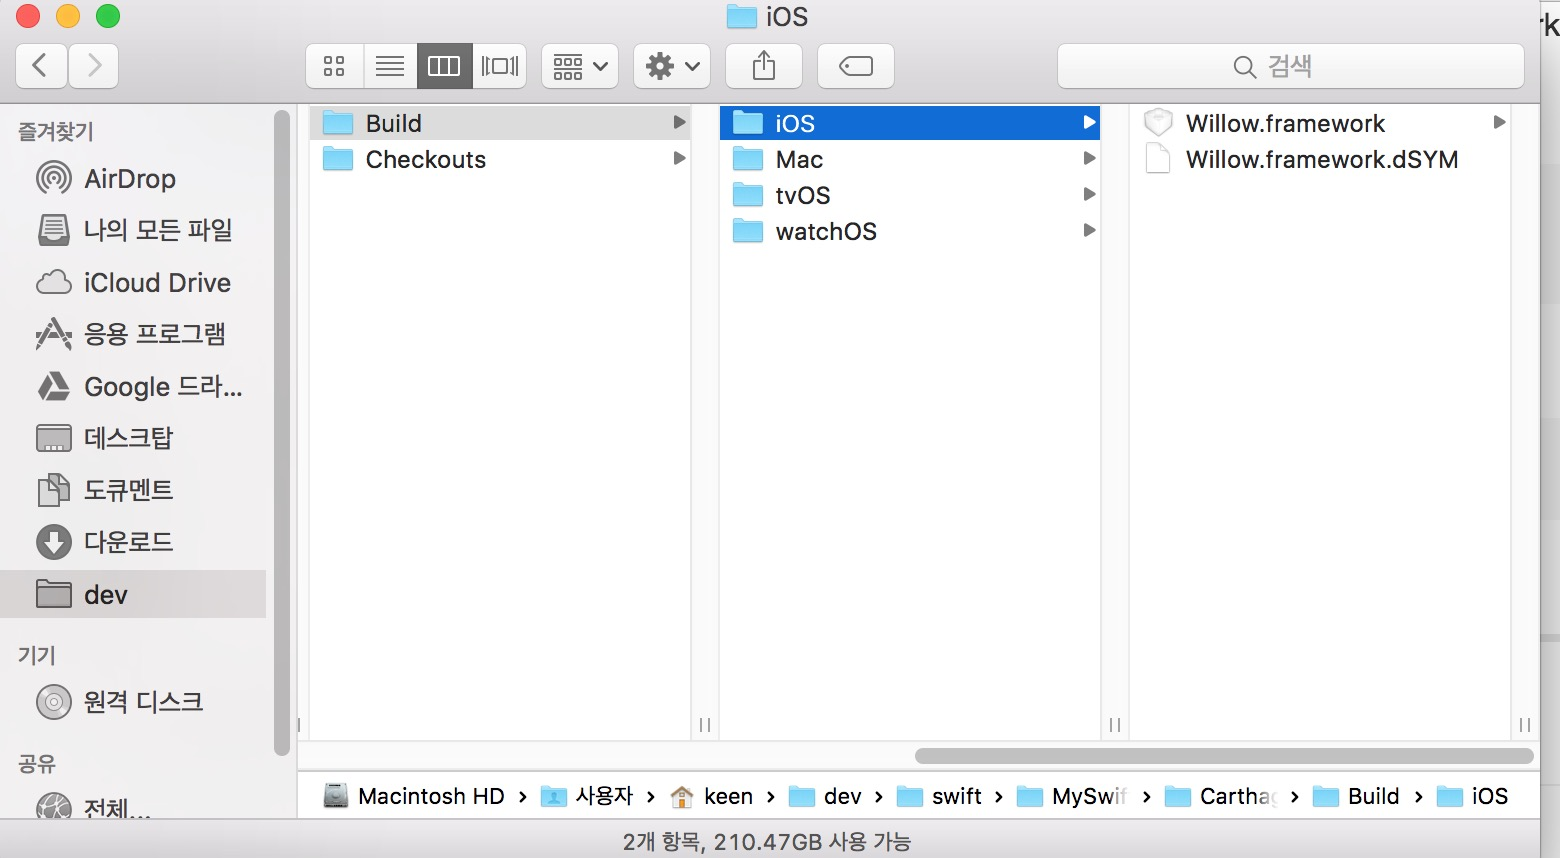 iOS
rk
검색
즐겨찾기
AirDrop
나의 모든 파일
iCloud Drive
응용 프로그램
Google 드라...
데스크탑
도큐멘트
다운로드
dev
기기
원격 디스크
공유
전체...
Build
Checkouts
iOS
Mac
tvOS
watchOS
Willow.framework
Willow.framework.dSYM
Macintosh HD › 사용자 › keen › dev › swift › MySwif › Carthag › Build › iOS
2개 항목, 210.47GB 사용 가능